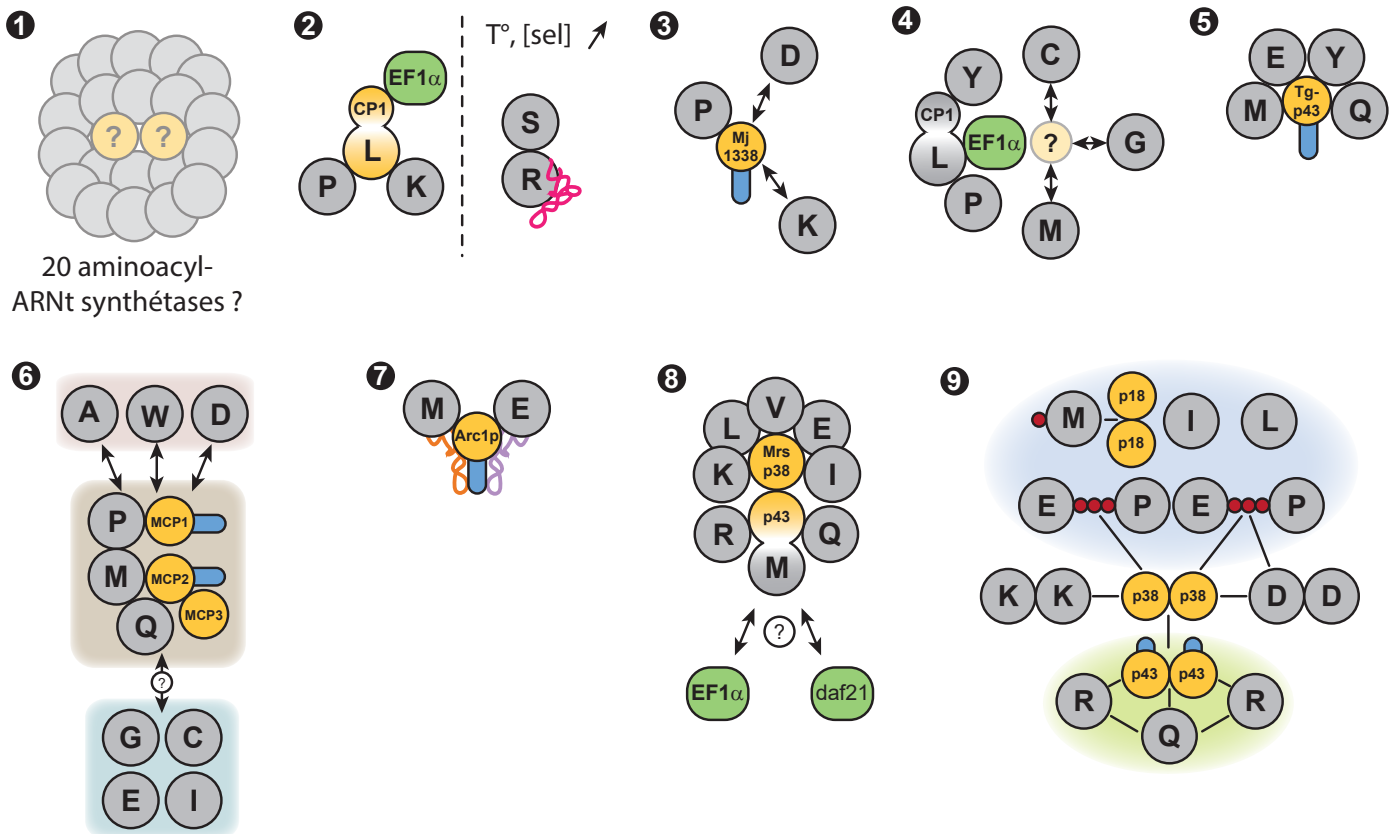 1
? ?
20 aminoacyl-
ARNt synthétases ?
2
T°, [sel]
EF1α
CP1
L
P K
S
R
3
D
P
Mj
1338
K
4
C
Y
CP1
EF1α
?
G
L
P
M
5
E Y
M
Tg-
p43
Q
6
A W D
P MCP1
M MCP2
MCP3
Q
?
G C
E I
7
M E
Arc1p
8
V
L E
Mrs
p38
K I
p43
R Q
M
?
EF1α daf21
9
p18
M I L
p18
E P E P
K K p38 p38 D D
p43 p43
R R
Q